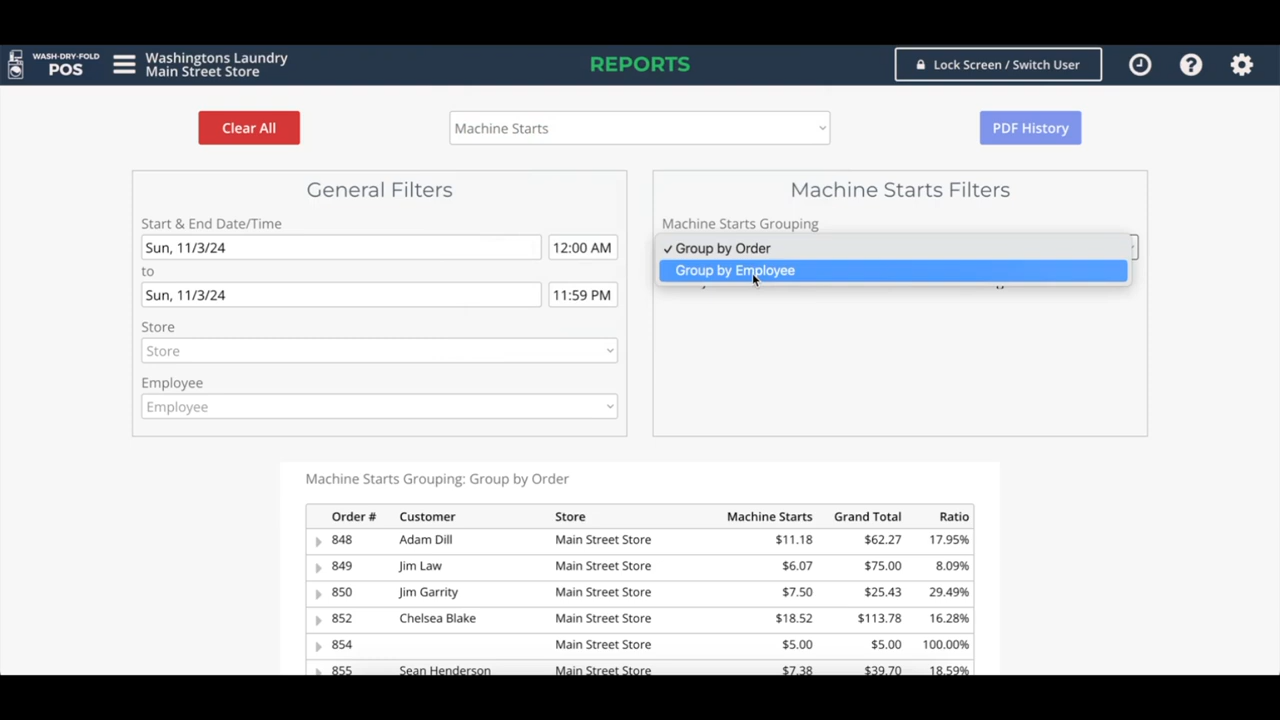 WASH-DRY-FOLD
POS
Washingtons Laundry
Main Street Store
REPORTS
Lock Screen / Switch User
Clear All
Machine Starts
PDF History
General Filters
Start & End Date/Time
Sun, 11/3/24 12:00 AM
to
Sun, 11/3/24 11:59 PM
Store
Store
Employee
Employee
Machine Starts Filters
Machine Starts Grouping
✓ Group by Order
Group by Employee
Machine Starts Grouping: Group by Order
Order # Customer Store Machine Starts Grand Total Ratio
848 Adam Dill Main Street Store $11.18 $62.27 17.95%
849 Jim Law Main Street Store $6.07 $75.00 8.09%
850 Jim Garrity Main Street Store $7.50 $25.43 29.49%
852 Chelsea Blake Main Street Store $18.52 $113.78 16.28%
854 Main Street Store $5.00 $5.00 100.00%
855 Sean Henderson Main Street Store $7.38 $39.70 18.59%